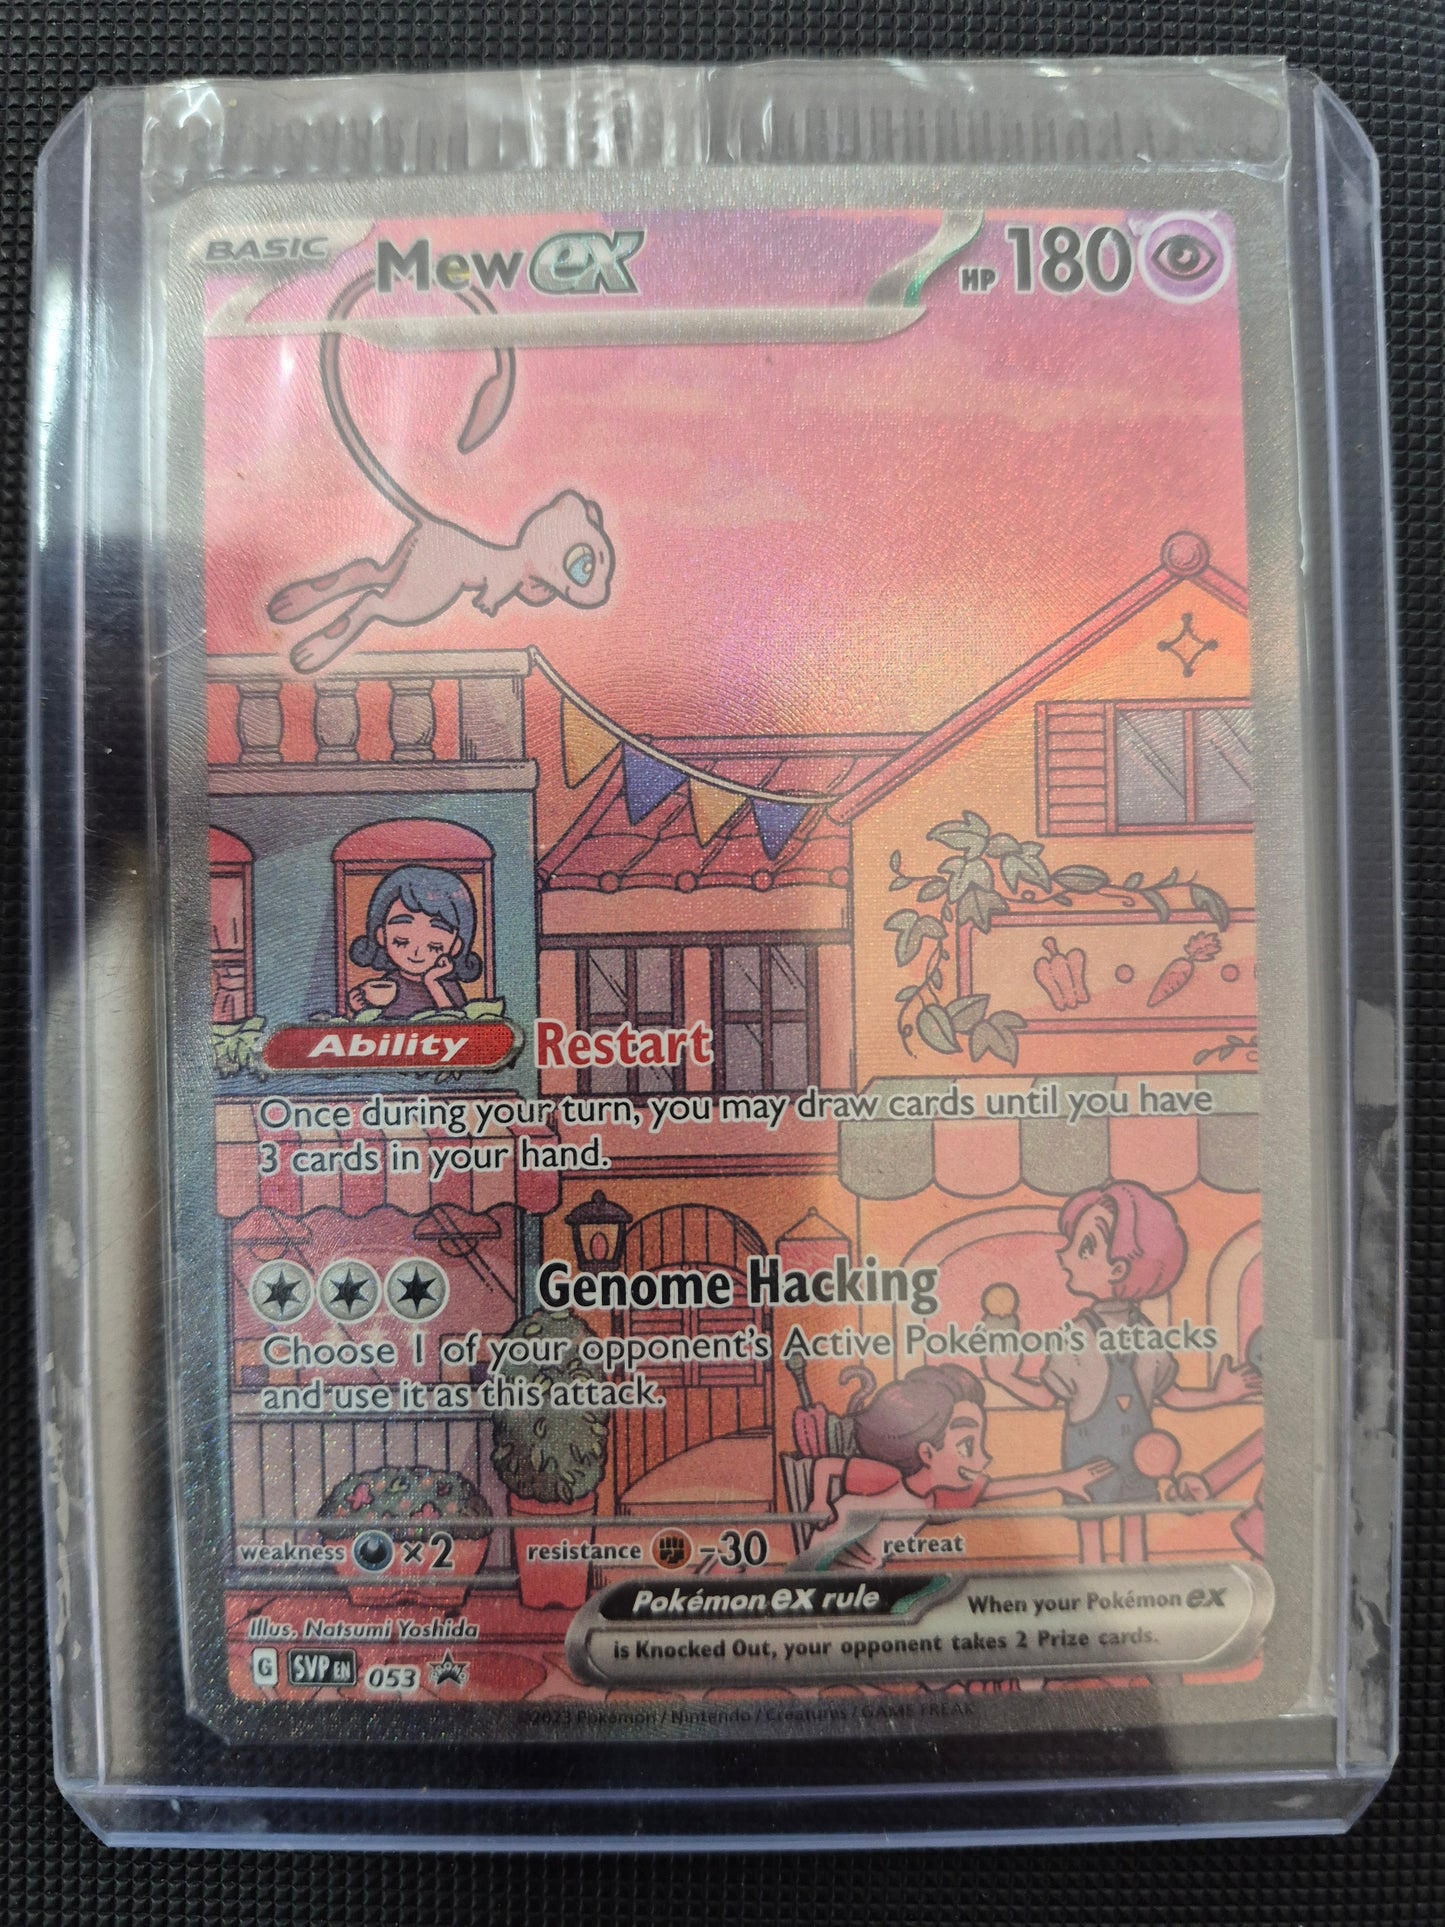 BASIC Mew ex HP 180
Ability Restart
Once during your turn, you may draw cards until you have
3 cards in your hand.
Genome Hacking
Choose 1 of your opponent's Active Pokémon's attacks
and use it as this attack.
weakness ×2 resistance -30 retreat
Pokémon ex rule When your Pokémon ex
is Knocked Out, your opponent takes 2 Prize cards.
Illus. Natsumi Yoshida
G SVP EN 053 PROMO
©2023 Pokémon / Nintendo / Creatures / GAME FREAK